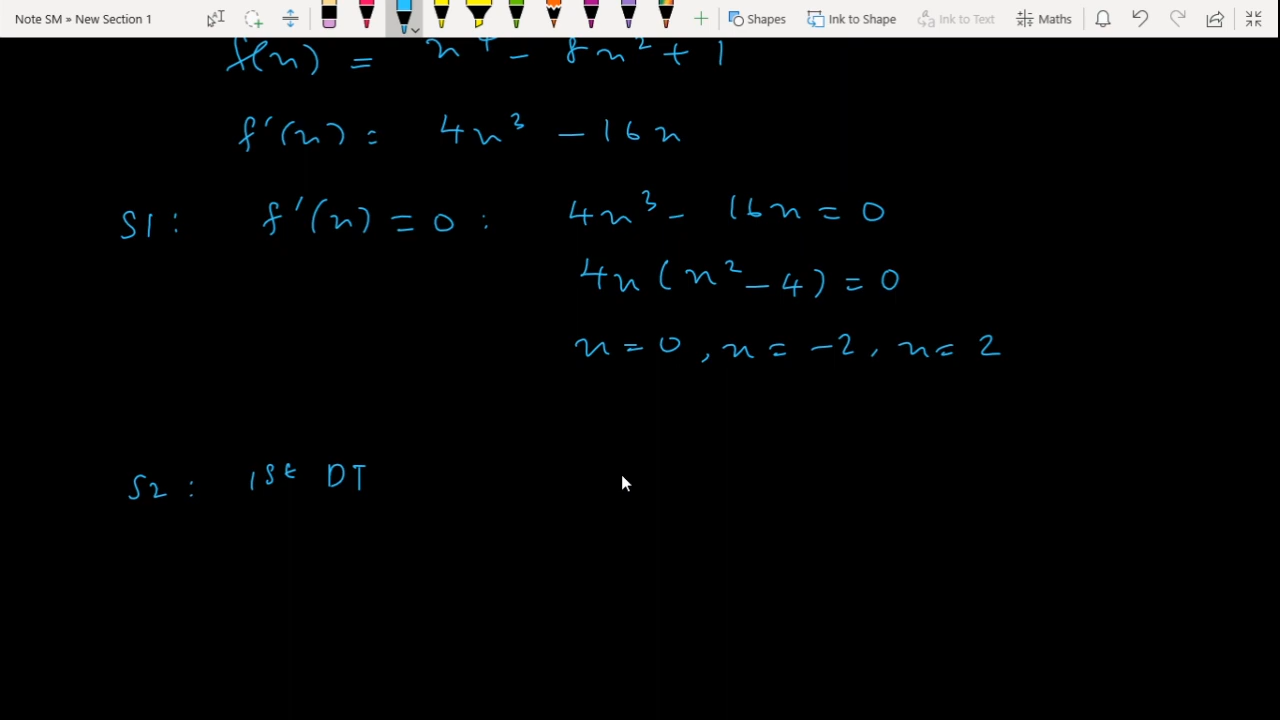 Note SM » New Section 1
Shapes Ink to Shape Ink to Text Maths
f(x) = x⁴ - 8x² + 1
f'(x) = 4x³ - 16x
S1 : f'(x) = 0 : 4x³ - 16x = 0
4x(x² - 4) = 0
x = 0, x = -2, x = 2
S2 : 1st DT